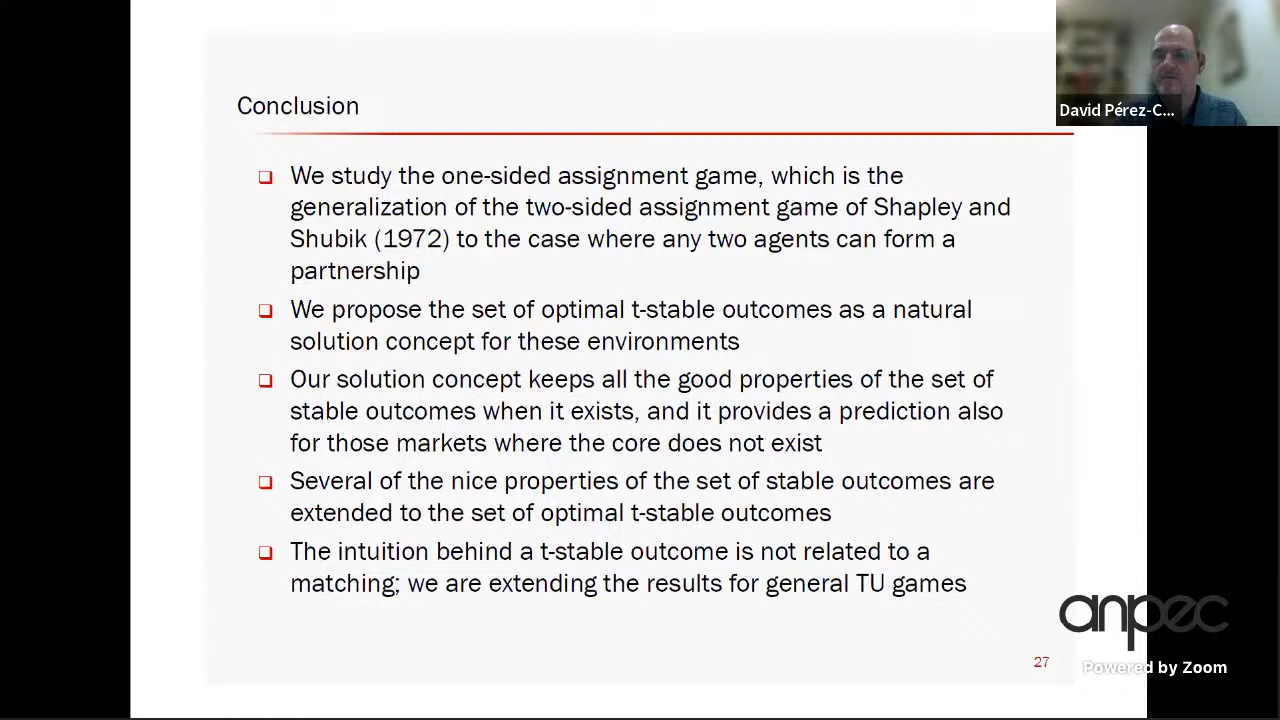 Conclusion
We study the one-sided assignment game, which is the
generalization of the two-sided assignment game of Shapley and
Shubik (1972) to the case where any two agents can form a
partnership
We propose the set of optimal t-stable outcomes as a natural
solution concept for these environments
Our solution concept keeps all the good properties of the set of
stable outcomes when it exists, and it provides a prediction also
for those markets where the core does not exist
Several of the nice properties of the set of stable outcomes are
extended to the set of optimal t-stable outcomes
The intuition behind a t-stable outcome is not related to a
matching; we are extending the results for general TU games
27
David Pérez-C...
anpec
Powered by Zoom